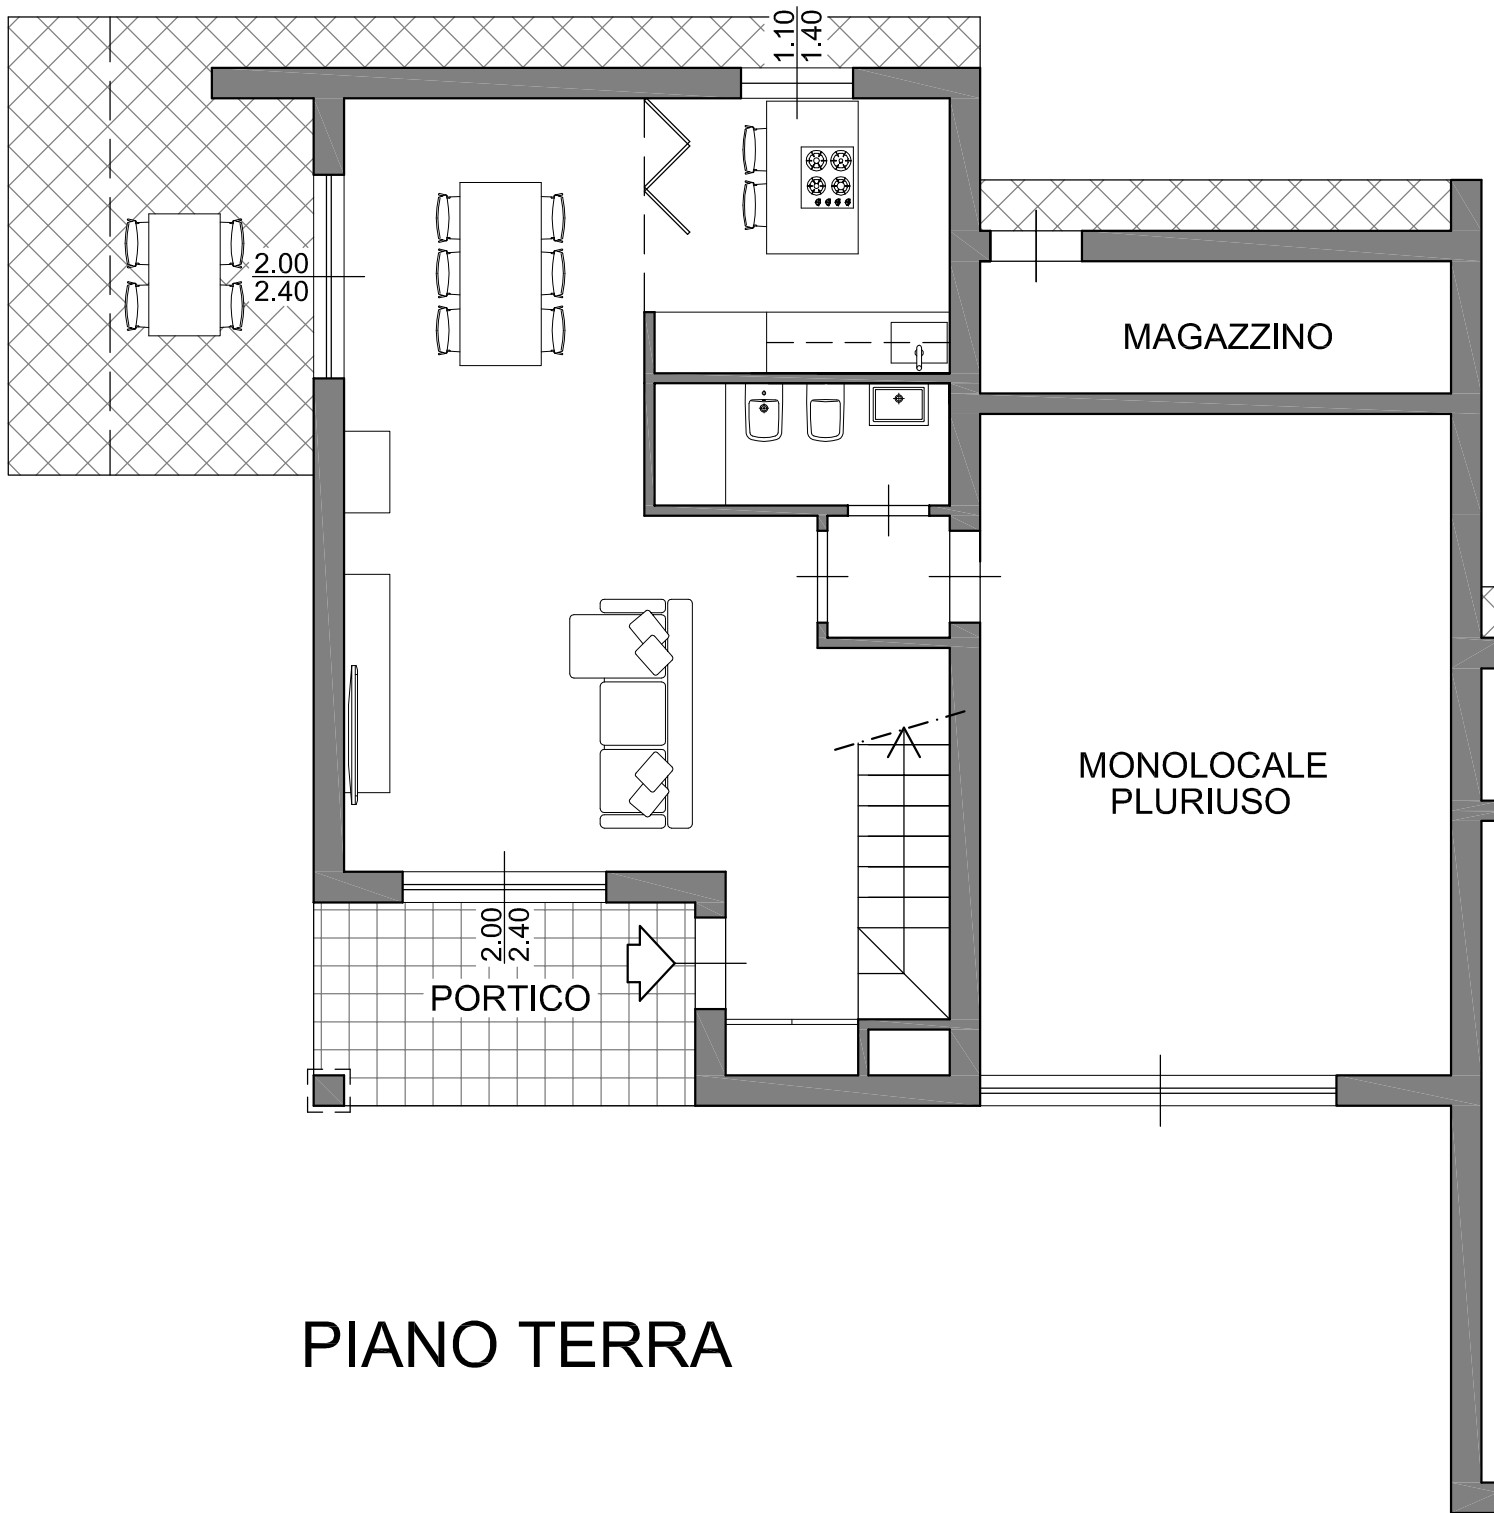 1.10
1.40
2.00
2.40
MAGAZZINO
MONOLOCALE
PLURIUSO
2.00
2.40
PORTICO
PIANO TERRA